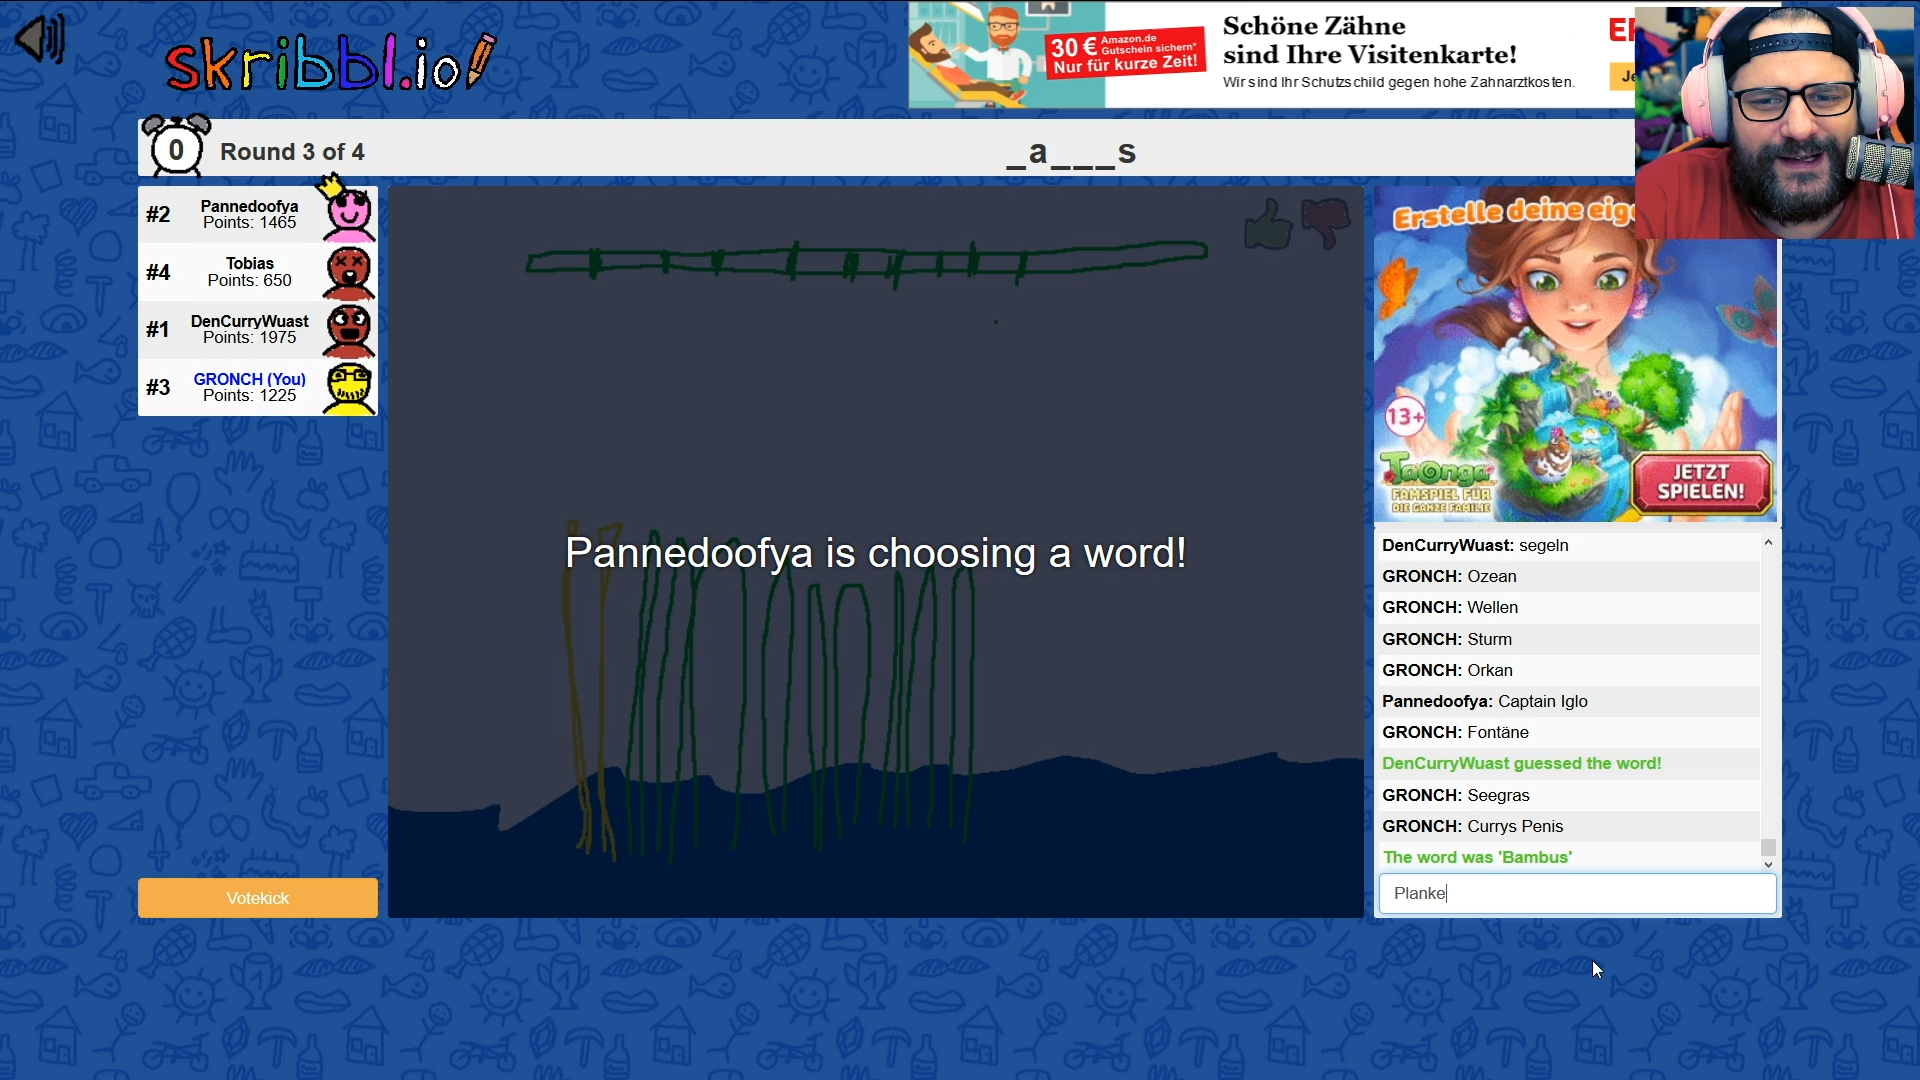 skribbl.io
30 € Amazon.de
Gutschein sichern*
Nur für kurze Zeit!
Schöne Zähne
sind Ihre Visitenkarte!
Wir sind Ihr Schutzschild gegen hohe Zahnarztkosten.
0
Round 3 of 4
_a___s
#2
Pannedoofya
Points: 1465
#4
Tobias
Points: 650
#1
DenCurryWuast
Points: 1975
#3
GRONCH (You)
Points: 1225
Votekick
Pannedoofya is choosing a word!
Erstelle deine
13+
Taonga
FARMSPIEL FÜR
DIE GANZE FAMILIE
JETZT
SPIELEN!
DenCurryWuast: segeln
GRONCH: Ozean
GRONCH: Wellen
GRONCH: Sturm
GRONCH: Orkan
Pannedoofya: Captain Iglo
GRONCH: Fontäne
DenCurryWuast guessed the word!
GRONCH: Seegras
GRONCH: Currys Penis
The word was 'Bambus'
Planke